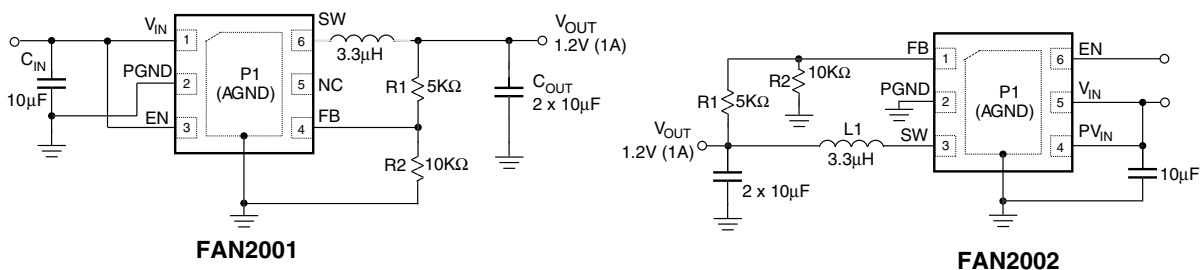 V_IN
C_IN
10μF
PGND
EN
1
2
3
P1
(AGND)
6
5
4
SW
NC
FB
3.3μH
R1
5KΩ
R2
10KΩ
V_OUT
1.2V (1A)
C_OUT
2 x 10μF
FAN2001
FB
PGND
SW
1
2
3
P1
(AGND)
6
5
4
EN
V_IN
PV_IN
10μF
R2
10KΩ
R1
5KΩ
V_OUT
1.2V (1A)
L1
3.3μH
2 x 10μF
FAN2002